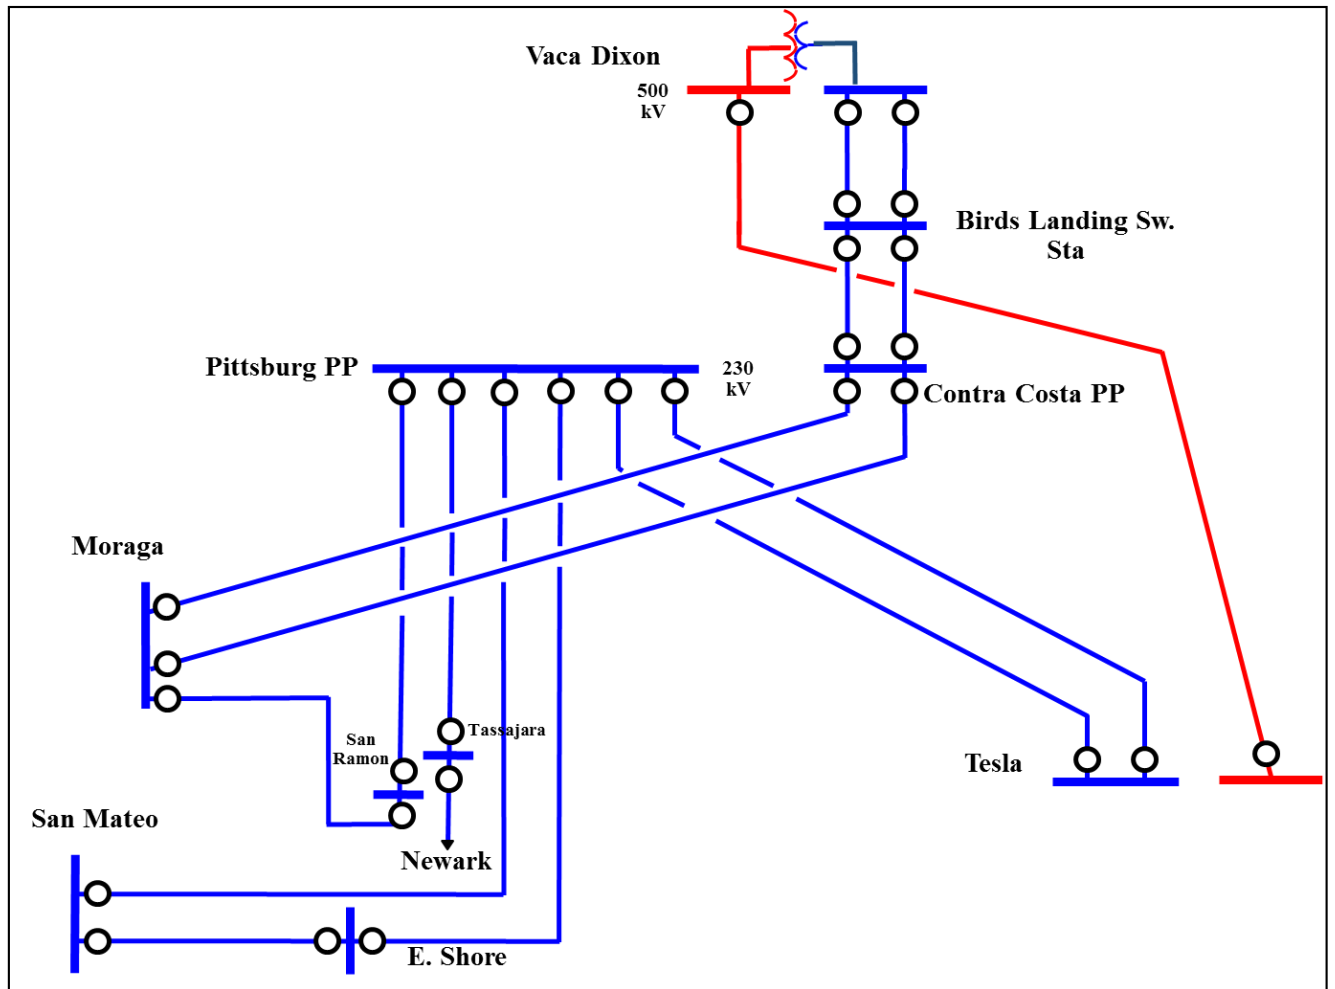 Vaca Dixon
500
kV
Birds Landing Sw.
Sta
Pittsburg PP
230
kV
Contra Costa PP
Moraga
San
Ramon
Tassajara
Tesla
San Mateo
Newark
E. Shore